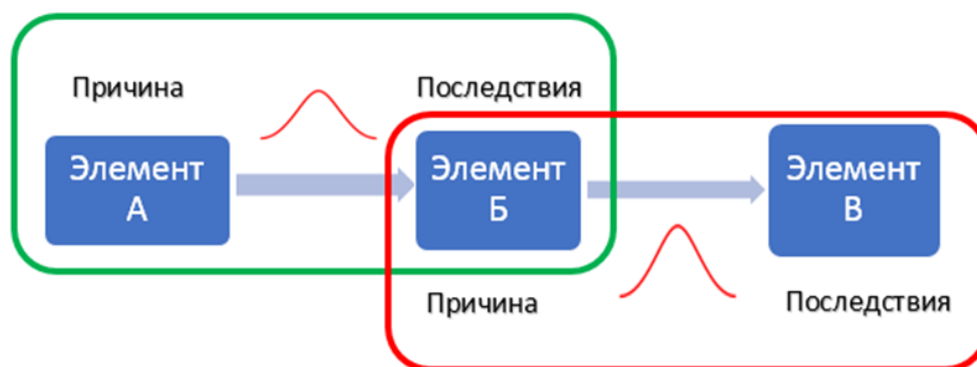 Причина
Последствия
Элемент
А
Элемент
Б
Элемент
В
Причина
Последствия